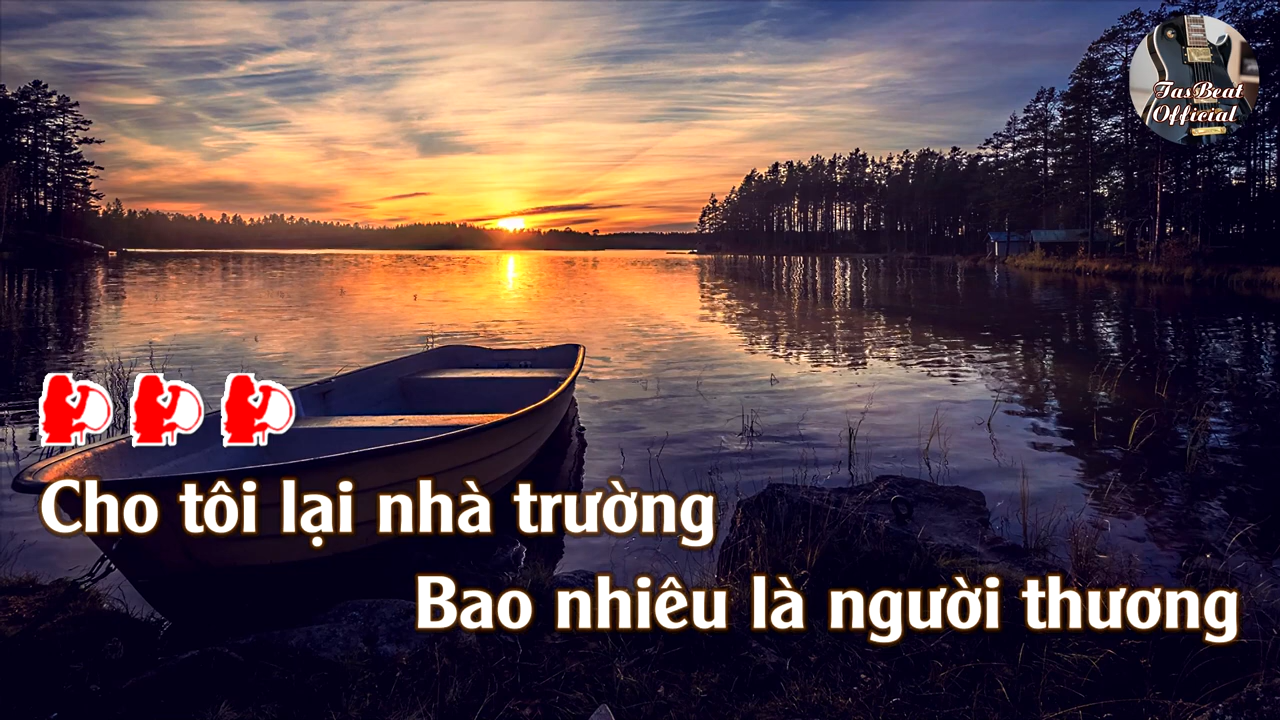 TasBeat
Official
Cho tôi lại nhà trường
Bao nhiêu là người thương